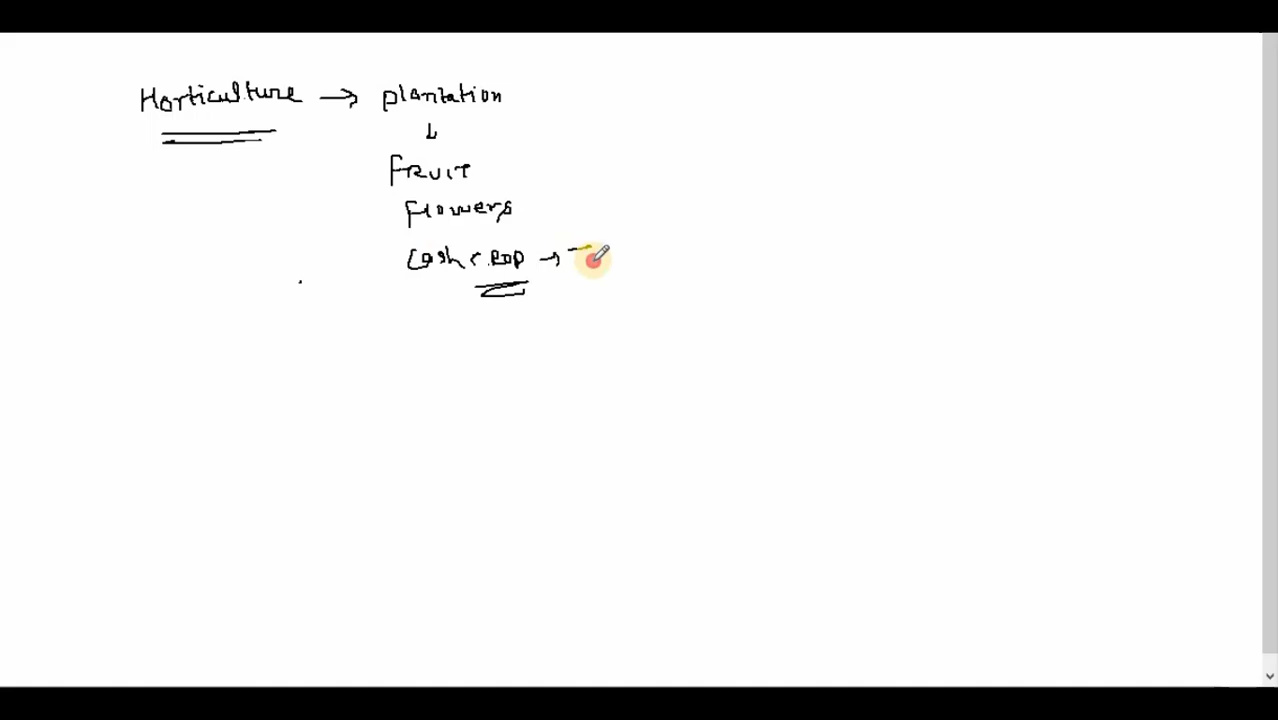 Horticulture → plantation
↓
Fruit
Flowers
Cash crop →